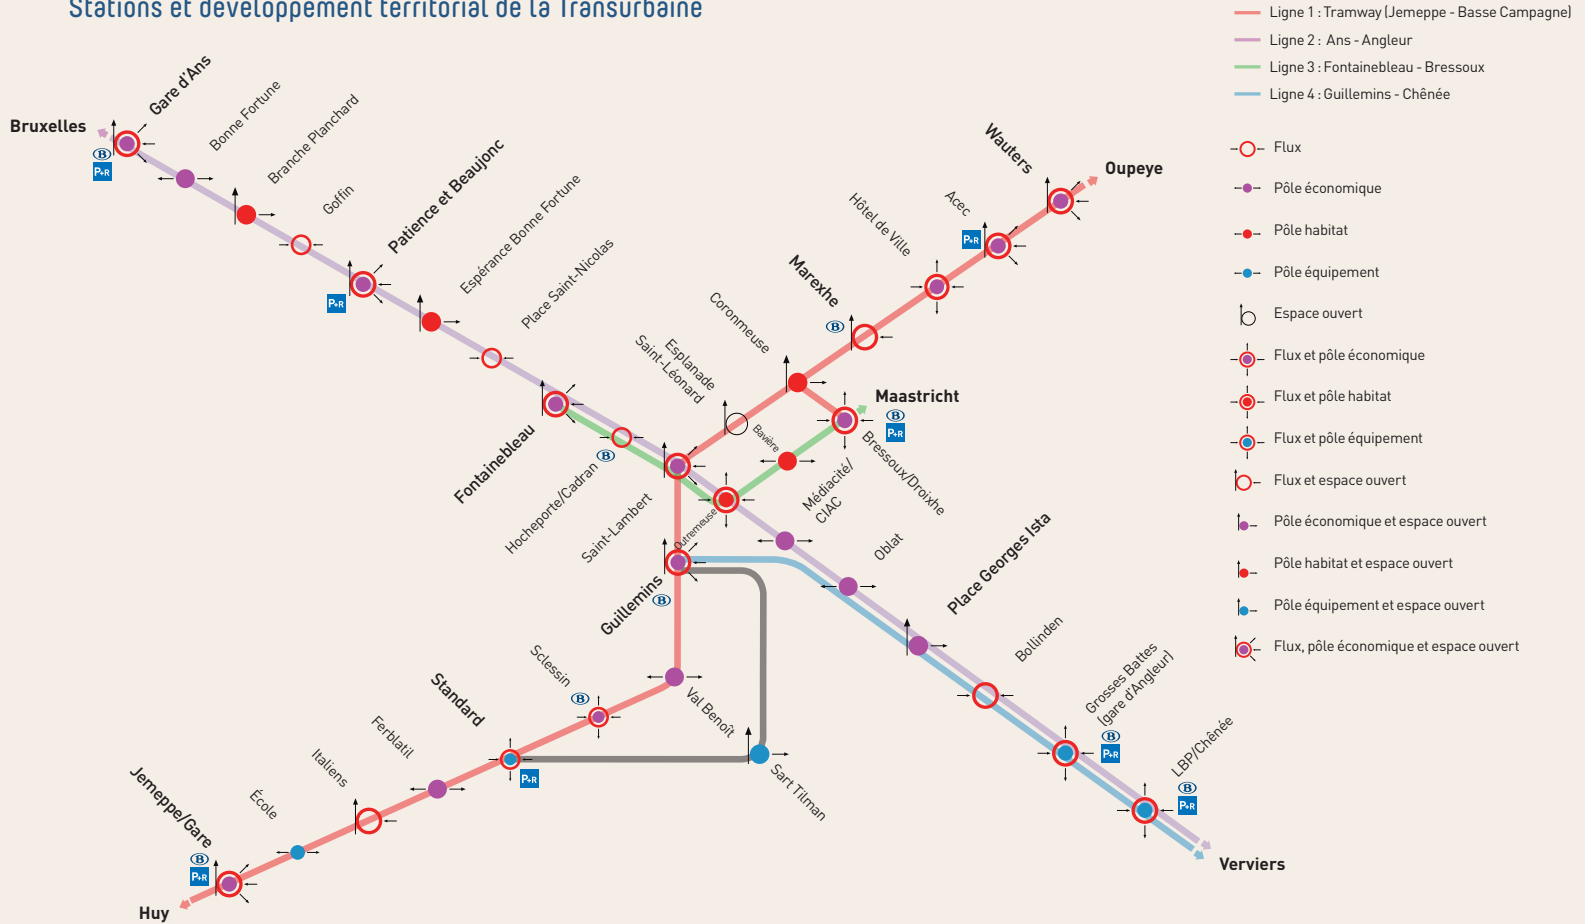 Stations et développement territorial de la Transurbaine
Ligne 1 : Tramway (Jemeppe - Basse Campagne)
Ligne 2 : Ans - Angleur
Ligne 3 : Fontainebleau - Bressoux
Ligne 4 : Guillemins - Chênée
Flux
Pôle économique
Pôle habitat
Pôle équipement
Espace ouvert
Flux et pôle économique
Flux et pôle habitat
Flux et pôle équipement
Flux et espace ouvert
Pôle économique et espace ouvert
Pôle habitat et espace ouvert
Pôle équipement et espace ouvert
Flux, pôle économique et espace ouvert
Bruxelles
Gare d'Ans
B
P+R
Bonne Fortune
Branche Planchard
Goffin
Patience et Beaujonc
P+R
Espérance Bonne Fortune
Place Saint-Nicolas
Fontainebleau
Hocheporte/Cadran
B
Saint-Lambert
Esplanade
Saint-Léonard
Coronmeuse
Marexhe
B
Hôtel de Ville
Acec
P+R
Wauters
Oupeye
Maastricht
B
P+R
Bressoux/Droixhe
Bavière
Outremeuse
Médiacité/
CIAC
Oblat
Place Georges Ista
Bollinden
Grosses Battes
(gare d'Angleur)
B
P+R
LBP/Chênée
B
P+R
Verviers
Guillemins
B
Val Benoît
Sclessin
B
Standard
P+R
Sart Tilman
Ferblatil
Italiens
École
Jemeppe/Gare
B
P+R
Huy